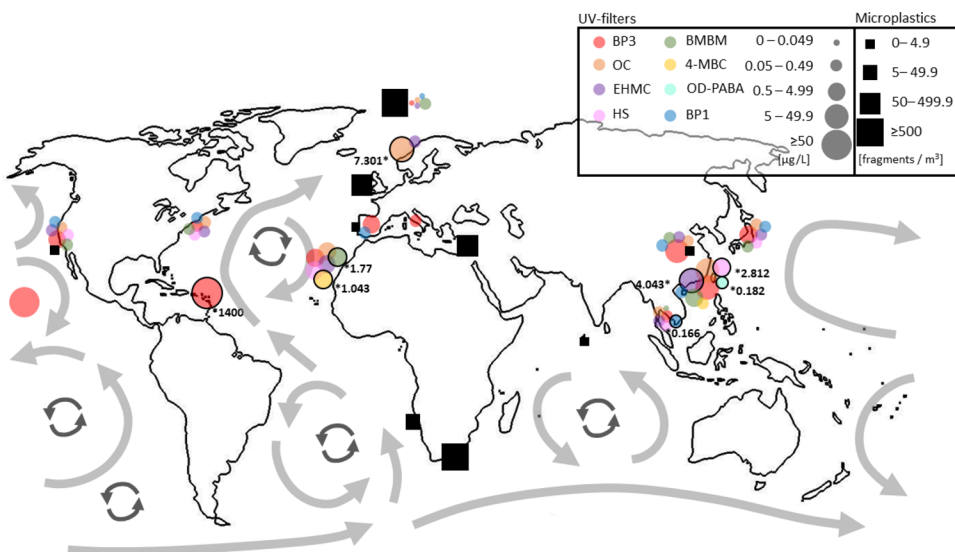 UV-filters
Microplastics
BP3
BMBM
0 – 0.049
0 – 4.9
OC
4-MBC
0.05 – 0.49
5 – 49.9
EHMC
OD-PABA
0.5 – 4.99
50 – 499.9
HS
BP1
5 – 49.9
≥500
≥50
[µg/L]
[fragments / m³]
7.301*
*1.77
*1.043
*1400
*2.812
4.043*
*0.182
*0.166